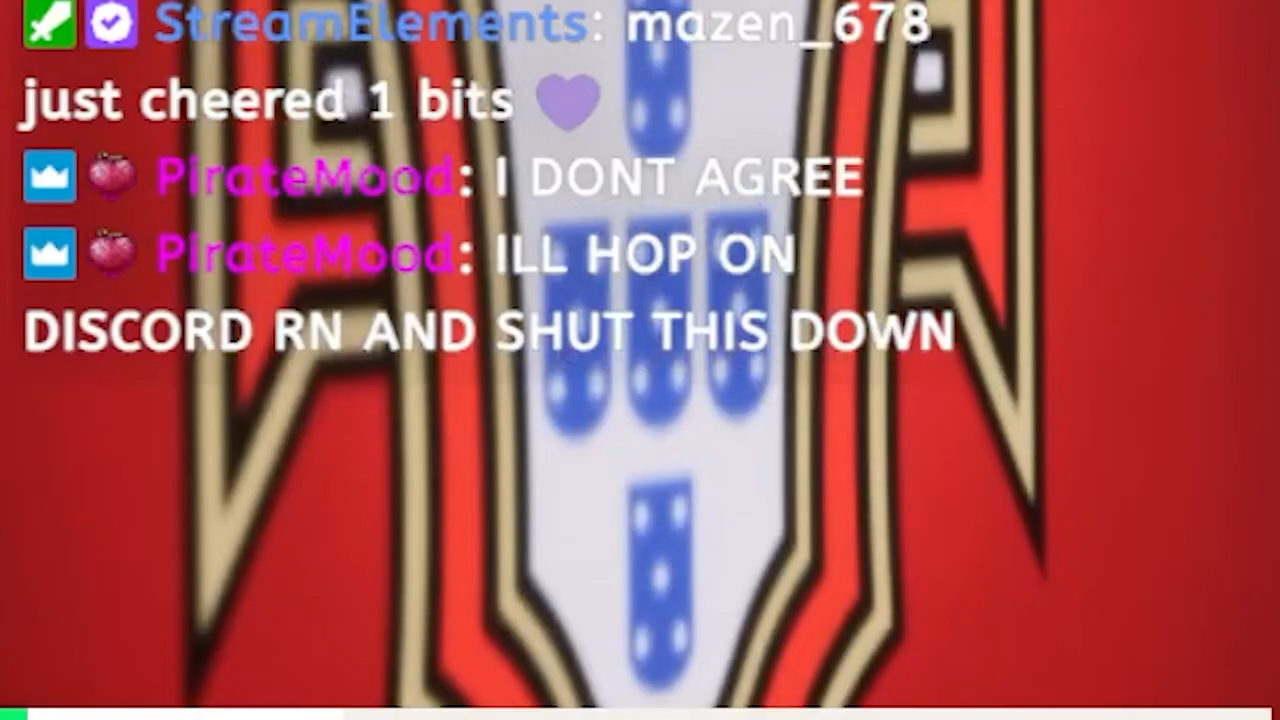 StreamElements: mazen_678
just cheered 1 bits
PirateMood: I DONT AGREE
PirateMood: ILL HOP ON
DISCORD RN AND SHUT THIS DOWN